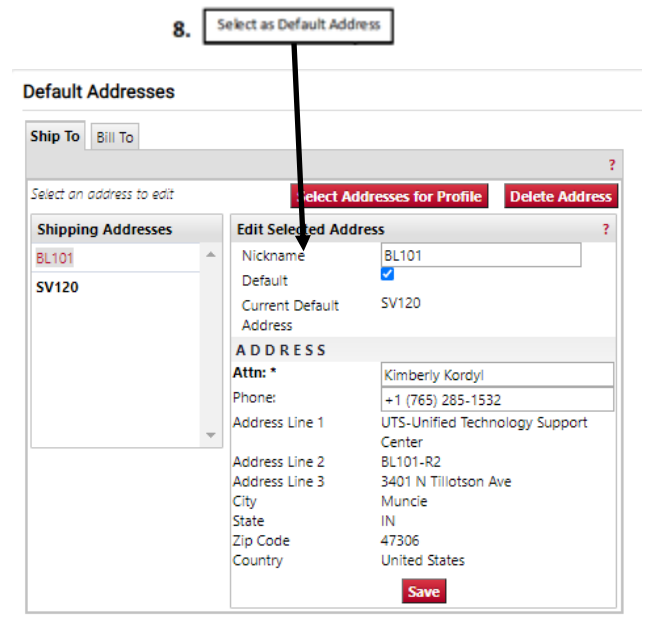 8. Select as Default Address
Default Addresses
Ship To Bill To
?
Select an address to edit Select Addresses for Profile Delete Address
Shipping Addresses
BL101
SV120
Edit Selected Address ?
Nickname BL101
Default
Current Default SV120
Address
ADDRESS
Attn: * Kimberly Kordyl
Phone: +1 (765) 285-1532
Address Line 1 UTS-Unified Technology Support
Center
Address Line 2 BL101-R2
Address Line 3 3401 N Tillotson Ave
City Muncie
State IN
Zip Code 47306
Country United States
Save